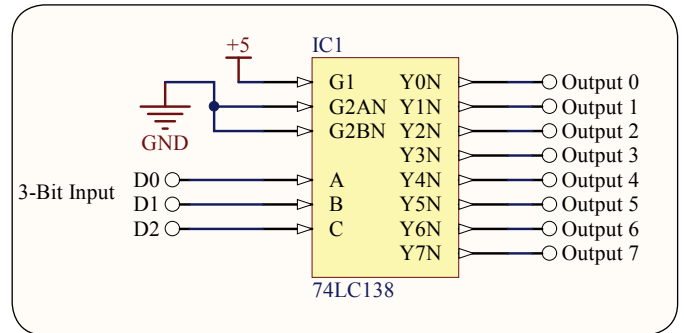 +5
IC1
G1 Y0N Output 0
G2AN Y1N Output 1
G2BN Y2N Output 2
GND
Y3N Output 3
3-Bit Input
D0 A Y4N Output 4
D1 B Y5N Output 5
D2 C Y6N Output 6
Y7N Output 7
74LC138